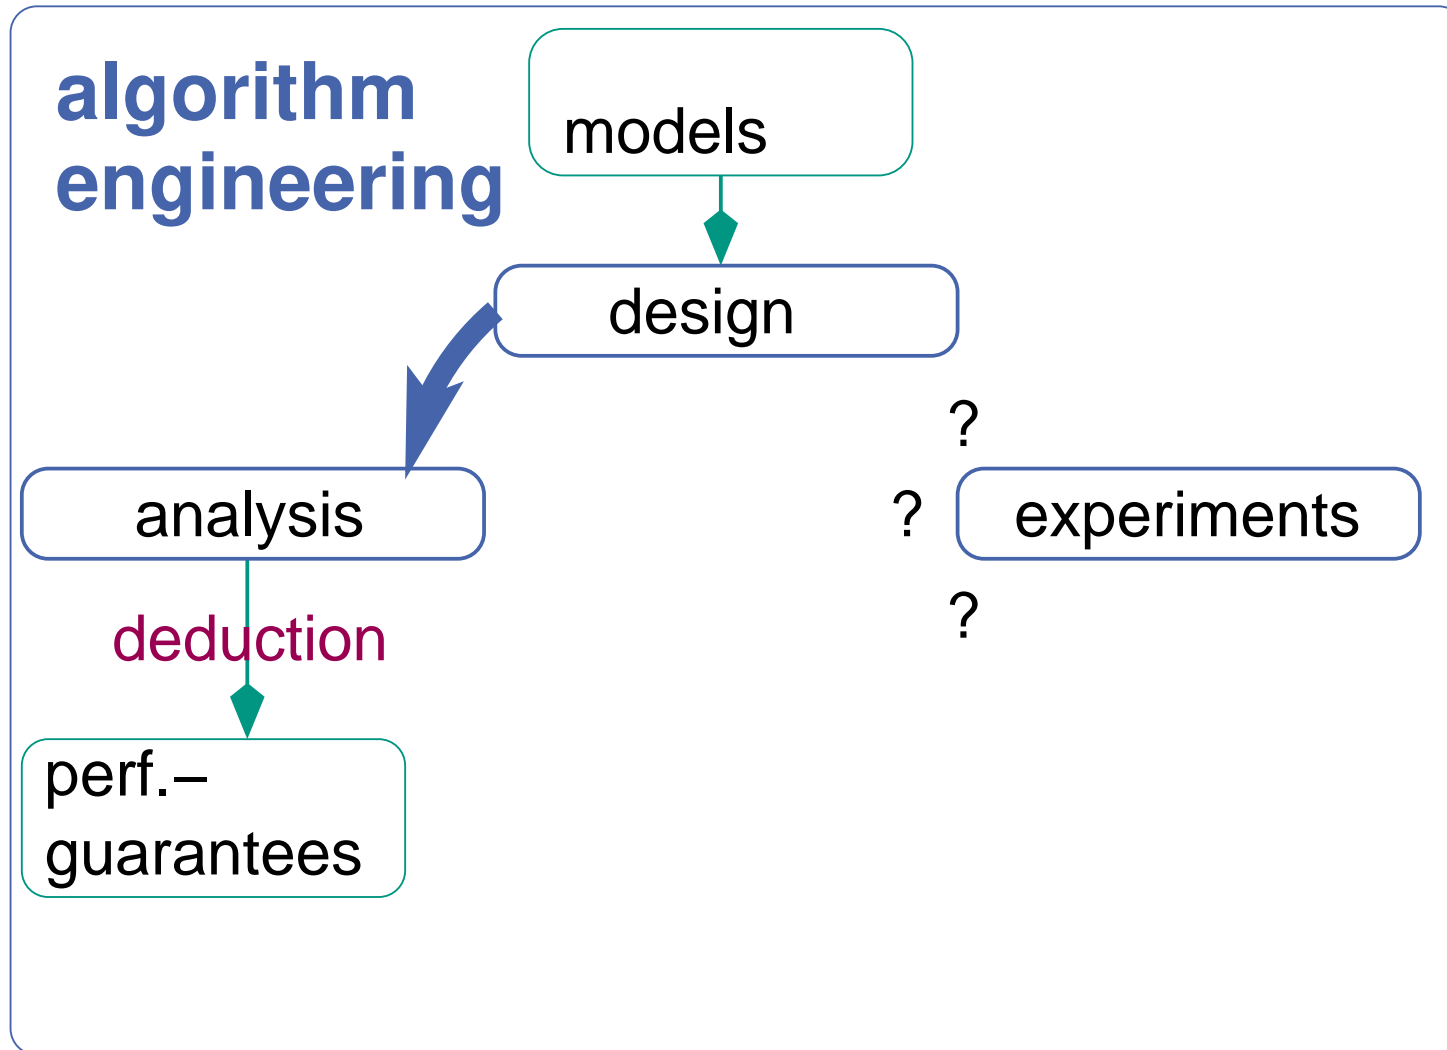 algorithm
engineering
models
design
?
analysis
?
experiments
?
deduction
perf.–
guarantees